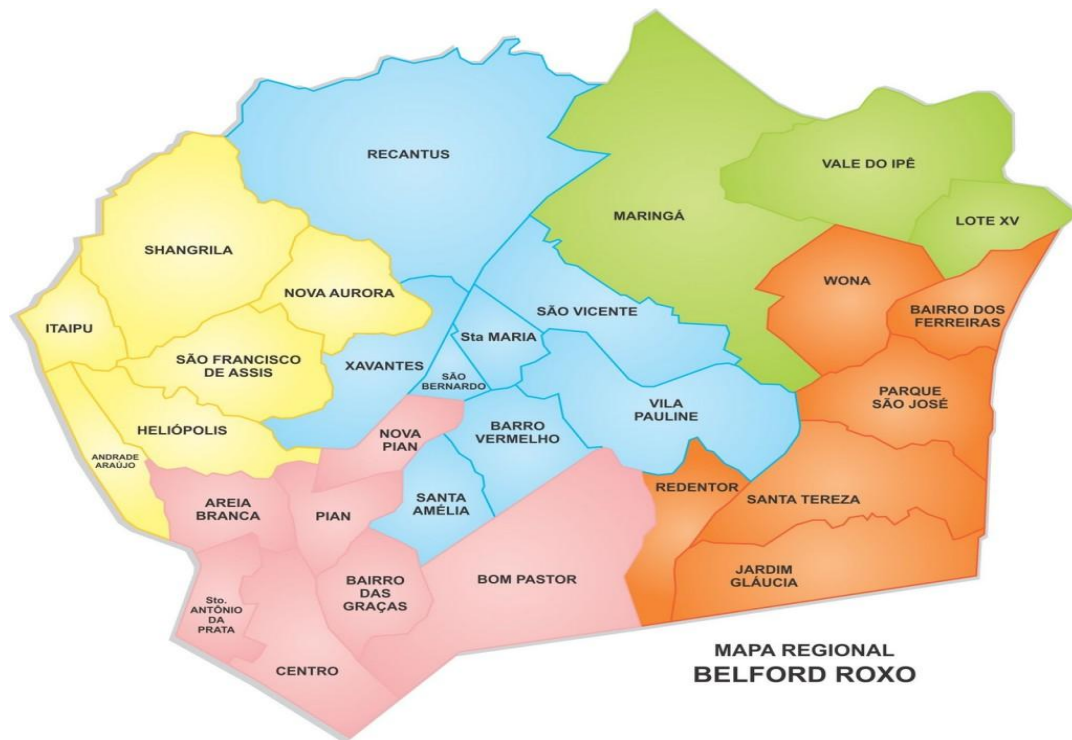 RECANTUS
VALE DO IPÊ
MARINGÁ
LOTE XV
SHANGRILA
NOVA AURORA
WONA
ITAIPU
SÃO VICENTE
BAIRRO DOS
FERREIRAS
Sta MARIA
SÃO FRANCISCO
DE ASSIS
XAVANTES
SÃO
BERNARDO
PARQUE
SÃO JOSÉ
VILA
PAULINE
HELIÓPOLIS
NOVA
PIAN
BARRO
VERMELHO
ANDRADE
ARAÚJO
REDENTOR
SANTA TEREZA
AREIA
BRANCA
PIAN
SANTA
AMÉLIA
JARDIM
GLÁUCIA
BOM PASTOR
BAIRRO
DAS
GRAÇAS
Sto.
ANTÔNIO
DA
PRATA
CENTRO
MAPA REGIONAL
BELFORD ROXO